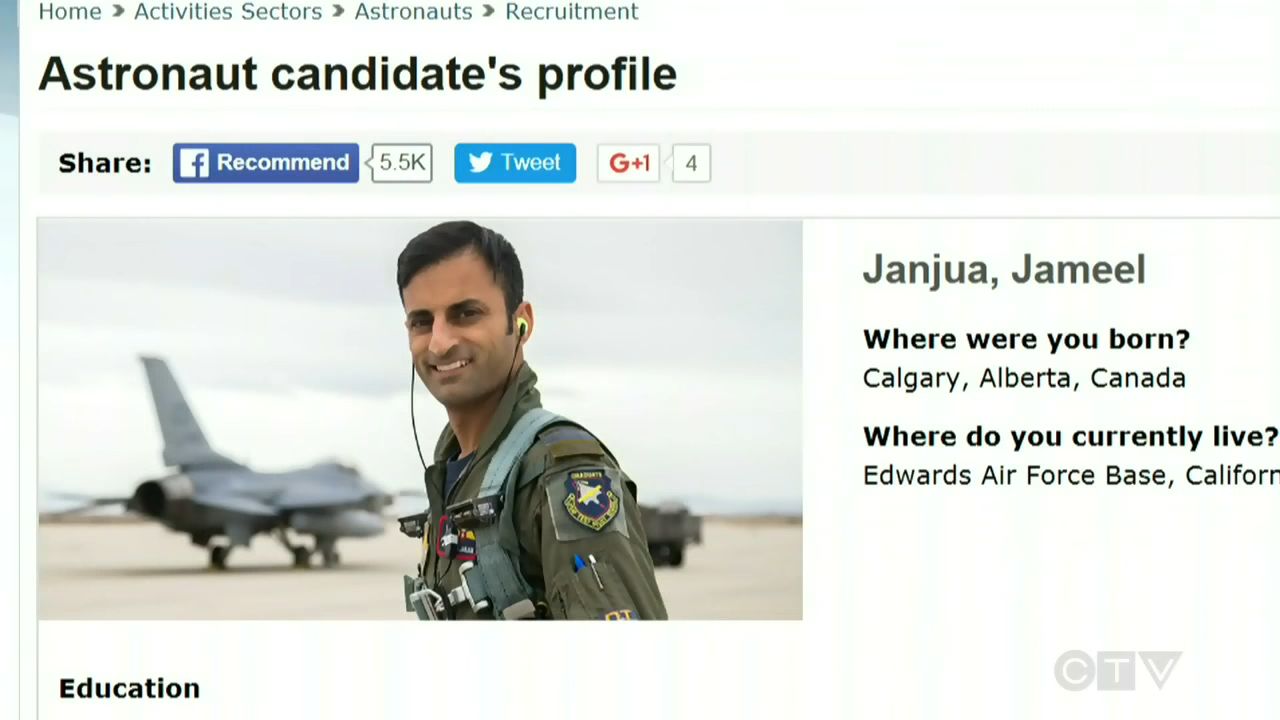 Home > Activities Sectors > Astronauts > Recruitment
Astronaut candidate's profile
Share: Recommend 5.5K Tweet G+1 4
Janjua, Jameel
Where were you born?
Calgary, Alberta, Canada
Where do you currently live?
Edwards Air Force Base, Californ
GRADUATE
Education
CTV